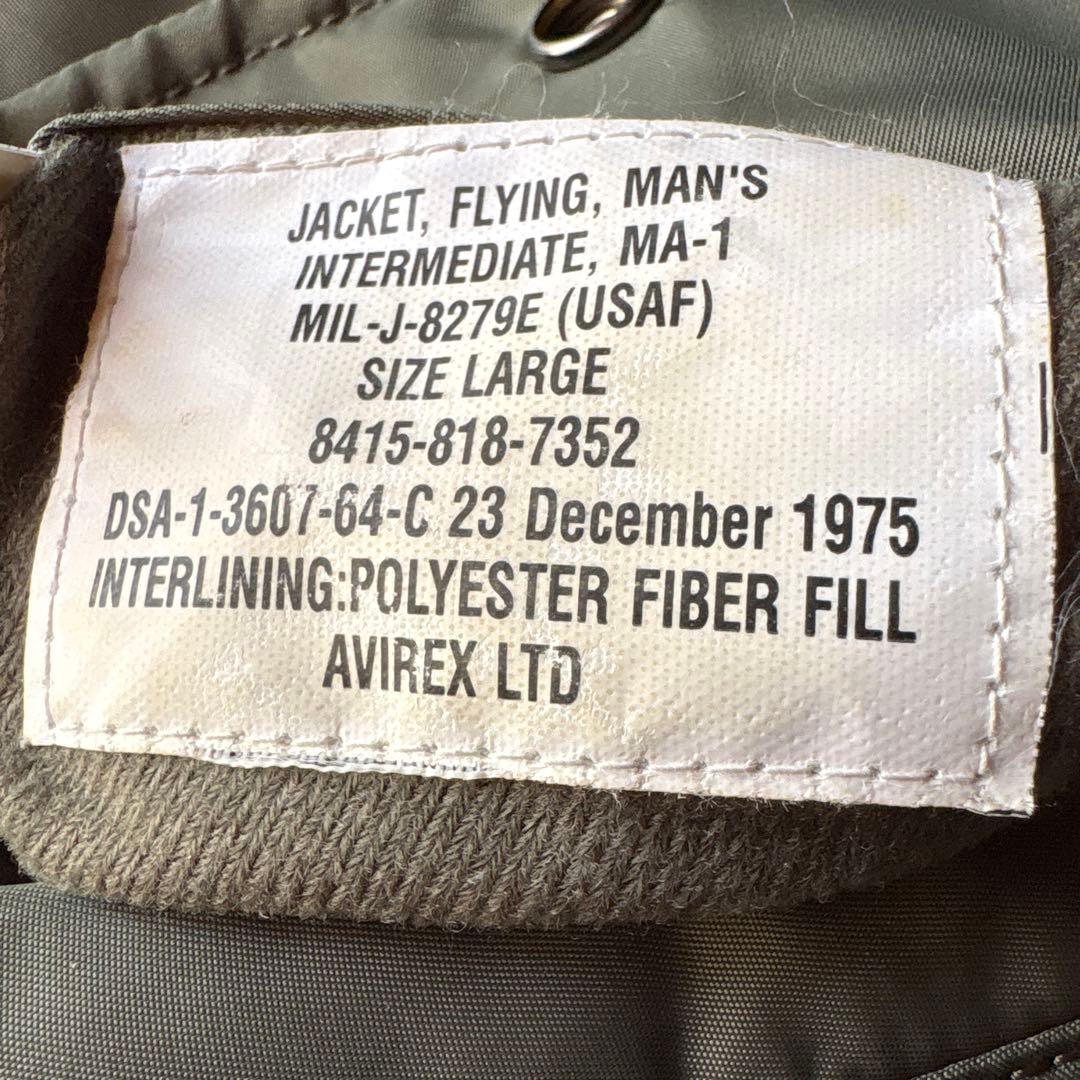 JACKET, FLYING, MAN'S
INTERMEDIATE, MA-1
MIL-J-8279E (USAF)
SIZE LARGE
8415-818-7352
DSA-1-3607-64-C 23 December 1975
INTERLINING:POLYESTER FIBER FILL
AVIREX LTD